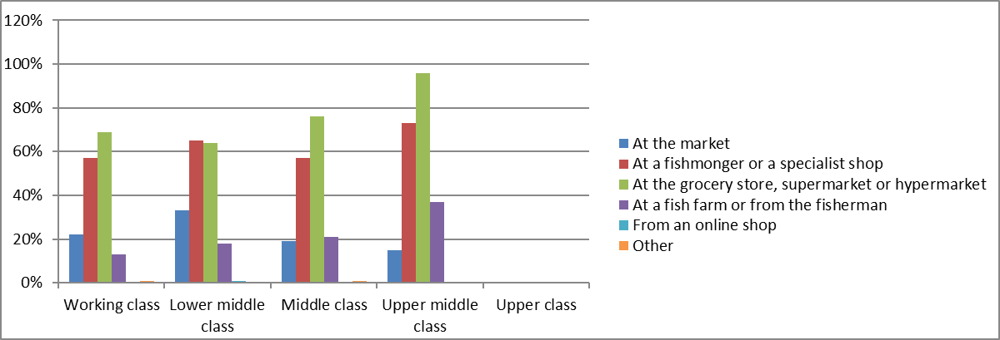 120%
100%
80%
60%
40%
20%
0%
Working class
Lower middle
class
Middle class
Upper middle
class
Upper class
At the market
At a fishmonger or a specialist shop
At the grocery store, supermarket or hypermarket
At a fish farm or from the fisherman
From an online shop
Other